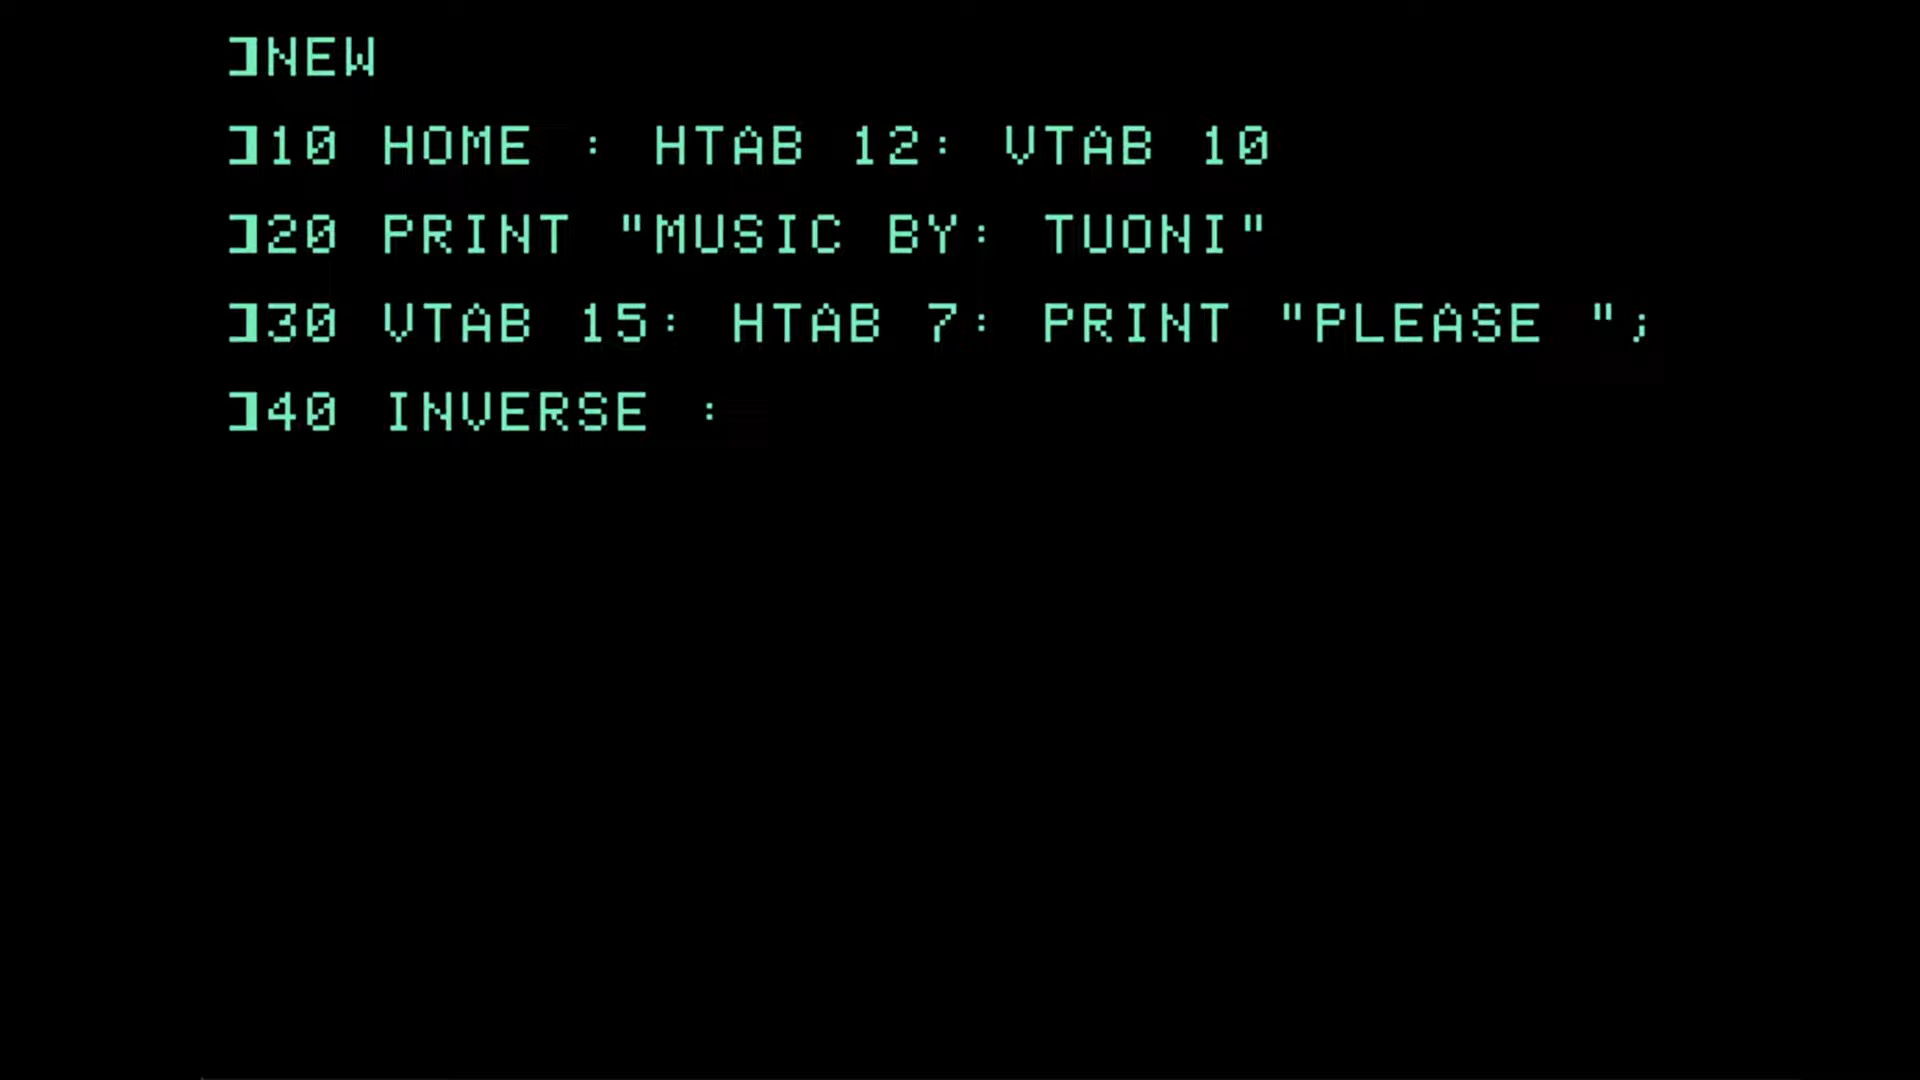 ]NEW
]10 HOME : HTAB 12: VTAB 10
]20 PRINT "MUSIC BY: TUONI"
]30 VTAB 15: HTAB 7: PRINT "PLEASE ";
]40 INVERSE :